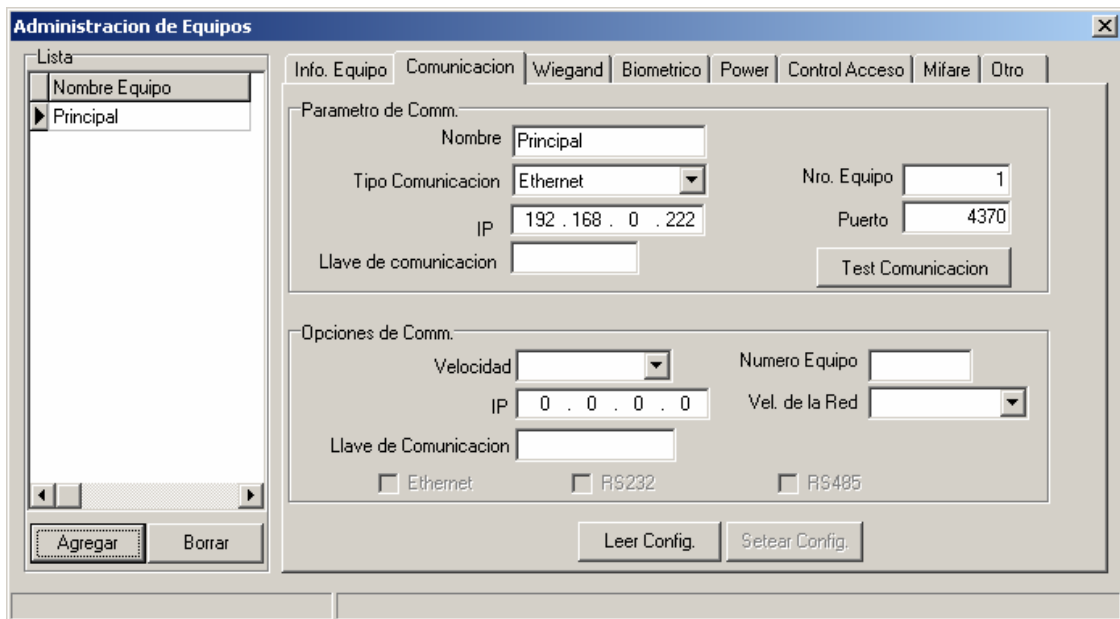 Administracion de Equipos
Lista
Nombre Equipo
Principal
Agregar Borrar
Info. Equipo Comunicacion Wiegand Biometrico Power Control Acceso Mifare Otro
Parametro de Comm.
Nombre Principal
Tipo Comunicacion Ethernet Nro. Equipo 1
IP 192 . 168 . 0 . 222 Puerto 4370
Llave de comunicacion Test Comunicacion
Opciones de Comm.
Velocidad Numero Equipo
IP 0 . 0 . 0 . 0 Vel. de la Red
Llave de Comunicacion
Ethernet RS232 RS485
Leer Config. Setear Config.